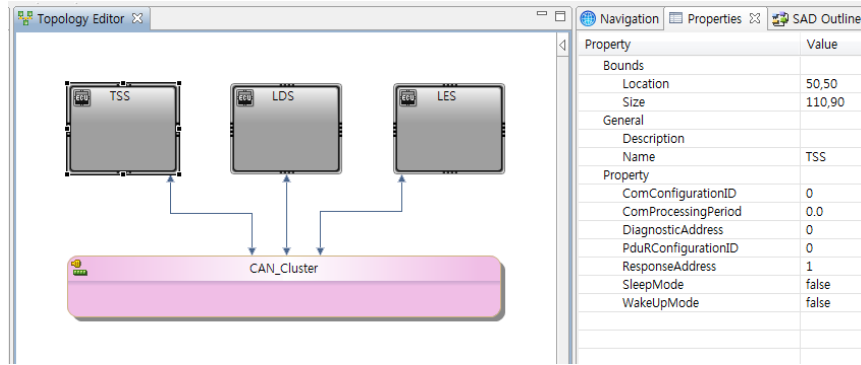 Topology Editor
TSS
LDS
LES
CAN_Cluster
Navigation Properties SAD Outline
Property Value
Bounds
Location 50,50
Size 110,90
General
Description
Name TSS
Property
ComConfigurationID 0
ComProcessingPeriod 0.0
DiagnosticAddress 0
PduRConfigurationID 0
ResponseAddress 1
SleepMode false
WakeUpMode false